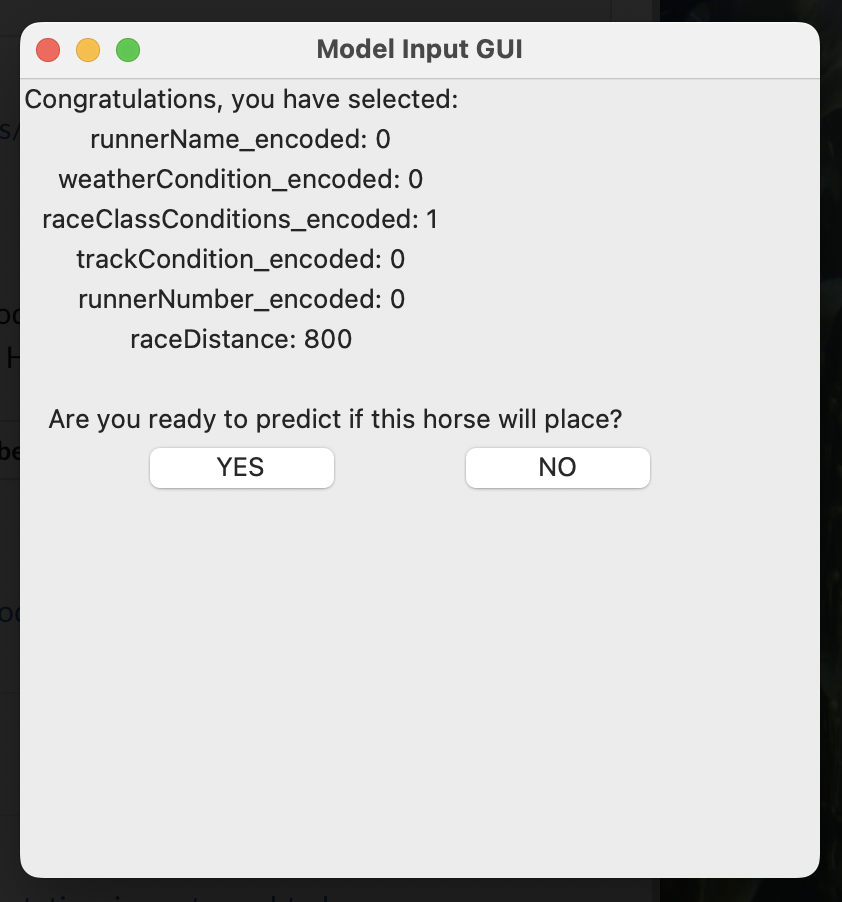 Model Input GUI
Congratulations, you have selected:
runnerName_encoded: 0
weatherCondition_encoded: 0
raceClassConditions_encoded: 1
trackCondition_encoded: 0
runnerNumber_encoded: 0
raceDistance: 800
Are you ready to predict if this horse will place?
YES NO